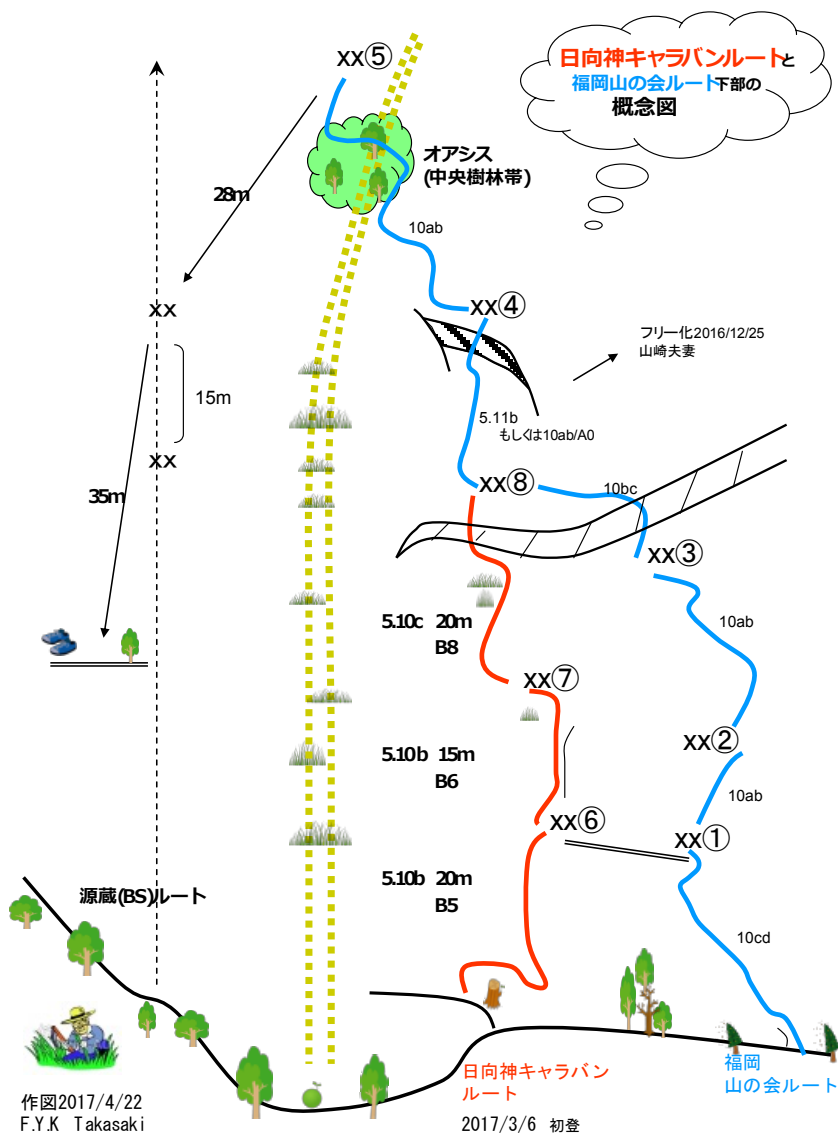 日向神キャラバンルートと
福岡山の会ルート下部の
概念図
xx⑤
オアシス
(中央樹林帯)
28m
10ab
xx④
xx
フリー化2016/12/25
山崎夫妻
15m
5.11b
もしくは10ab/A0
xx
xx⑧
10bc
35m
xx③
5.10c 20m
B8
10ab
xx⑦
xx②
5.10b 15m
B6
10ab
xx⑥
xx①
源蔵(BS)ルート
5.10b 20m
B5
10cd
日向神キャラバン
ルート
福岡
山の会ルート
作図2017/4/22
F.Y.K Takasaki
2017/3/6 初登